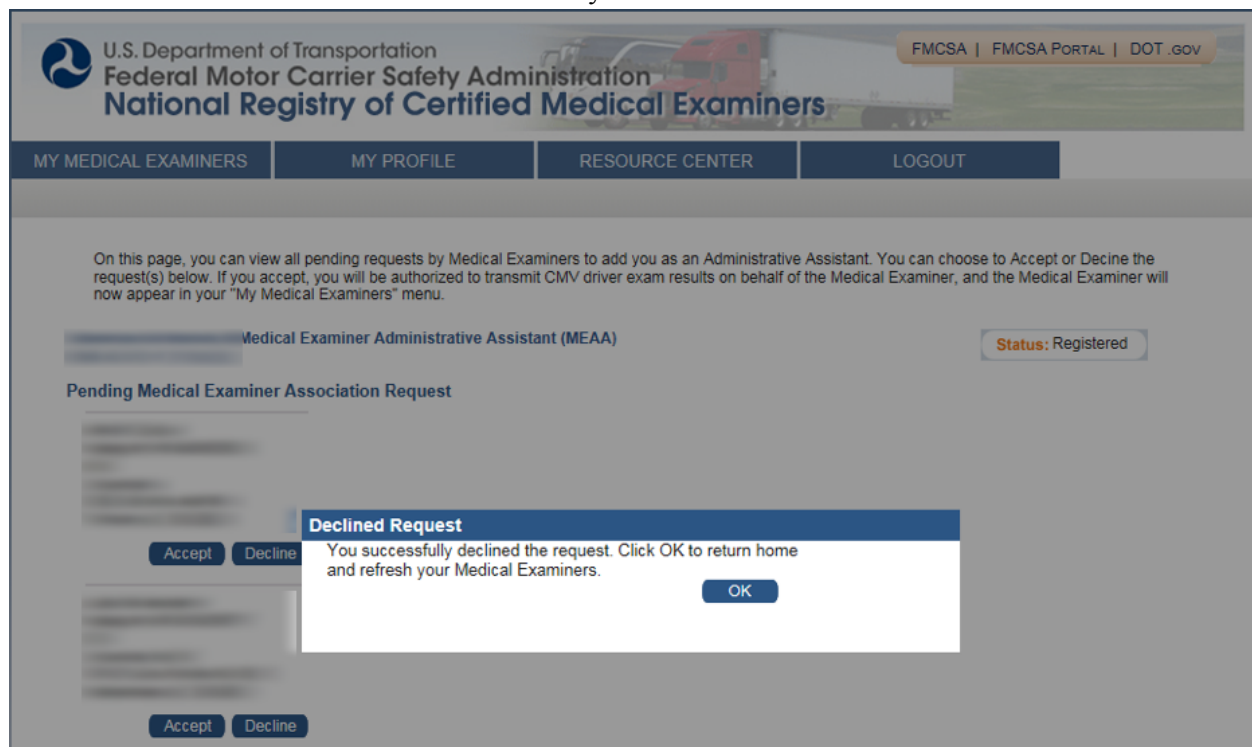 U.S. Department of Transportation
Federal Motor Carrier Safety Administration
National Registry of Certified Medical Examiners
FMCSA | FMCSA PORTAL | DOT .GOV
MY MEDICAL EXAMINERS MY PROFILE RESOURCE CENTER LOGOUT
On this page, you can view all pending requests by Medical Examiners to add you as an Administrative Assistant. You can choose to Accept or Decine the
request(s) below. If you accept, you will be authorized to transmit CMV driver exam results on behalf of the Medical Examiner, and the Medical Examiner will
now appear in your "My Medical Examiners" menu.
Medical Examiner Administrative Assistant (MEAA)
Status: Registered
Pending Medical Examiner Association Request
Accept Decline
Declined Request
You successfully declined the request. Click OK to return home
and refresh your Medical Examiners.
OK
Accept Decline